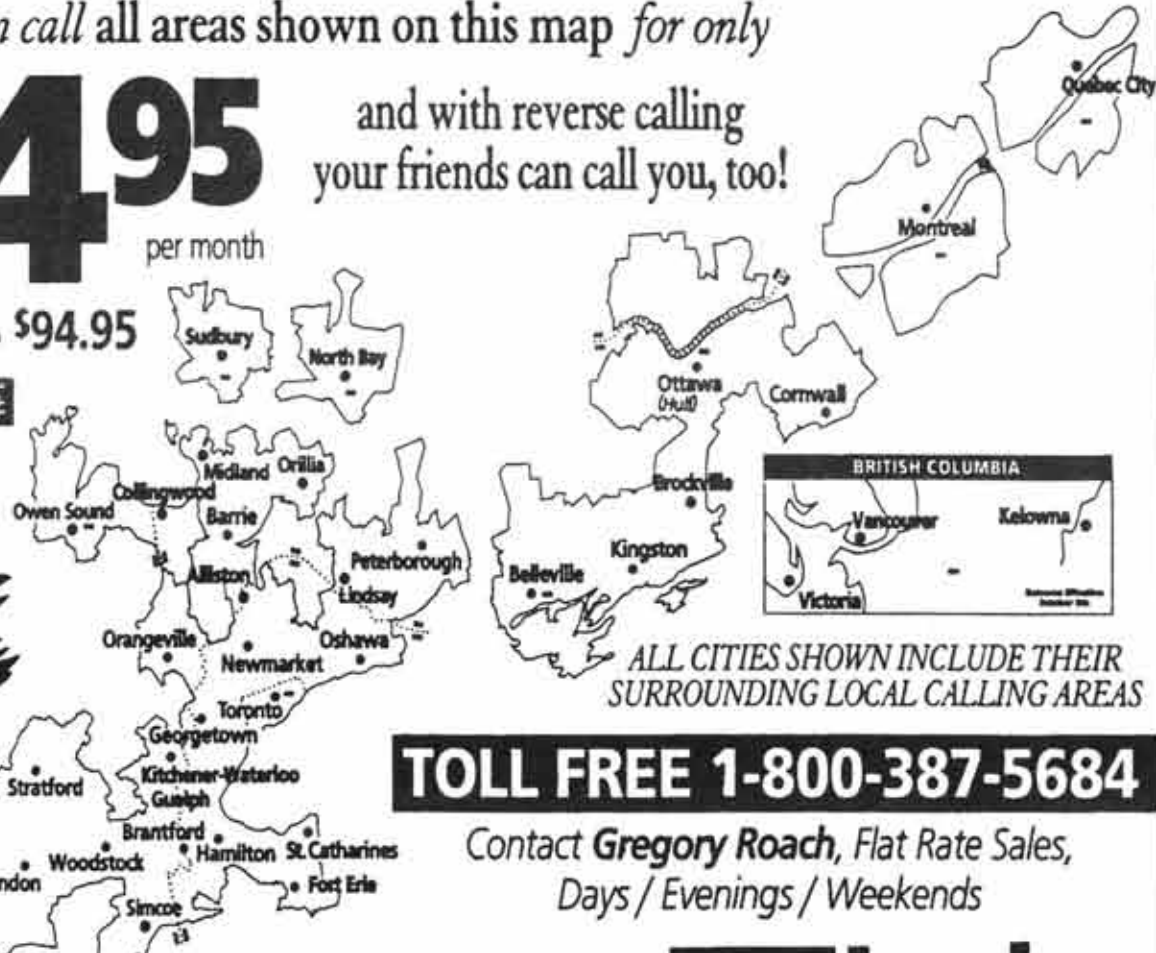 call all areas shown on this map for only
4 95
and with reverse calling
your friends can call you, too!
per month
$94.95
Quebec City
Montreal
Sudbury
North Bay
Ottawa
(Hull)
Cornwall
Midland
Orillia
Collingwood
Owen Sound
Barrie
Brockville
BRITISH COLUMBIA
Vancouver
Kelowna
Victoria
Peterborough
Kingston
Belleville
Alliston
Lindsay
Orangeville
Oshawa
Newmarket
ALL CITIES SHOWN INCLUDE THEIR
SURROUNDING LOCAL CALLING AREAS
Toronto
Georgetown
Kitchener-Waterloo
Stratford
Guelph
TOLL FREE 1-800-387-5684
Brantford
Hamilton
St. Catharines
Woodstock
ndon
Fort Erie
Simcoe
Contact Gregory Roach, Flat Rate Sales,
Days / Evenings / Weekends